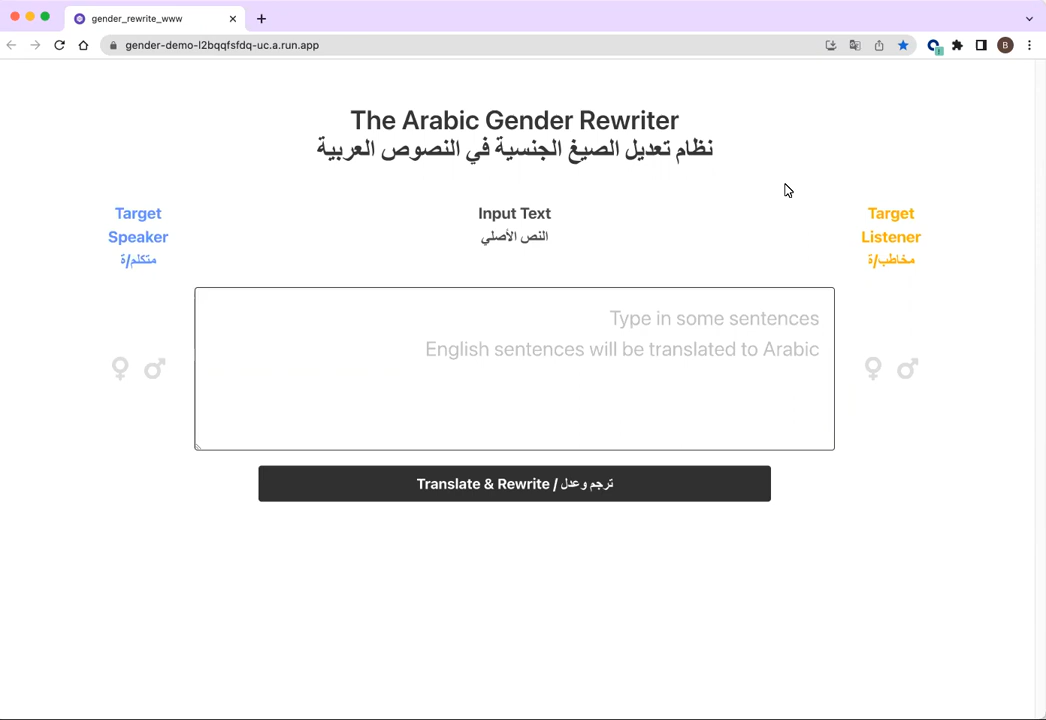 gender_rewrite_www
gender-demo-l2bqqfsfdq-uc.a.run.app
B
The Arabic Gender Rewriter
نظام تعديل الصيغ الجنسية في النصوص العربية
Target
Speaker
متكلم/ة
Input Text
النص الأصلي
Target
Listener
مخاطب/ة
Type in some sentences
English sentences will be translated to Arabic
Translate & Rewrite / ترجم وعدل